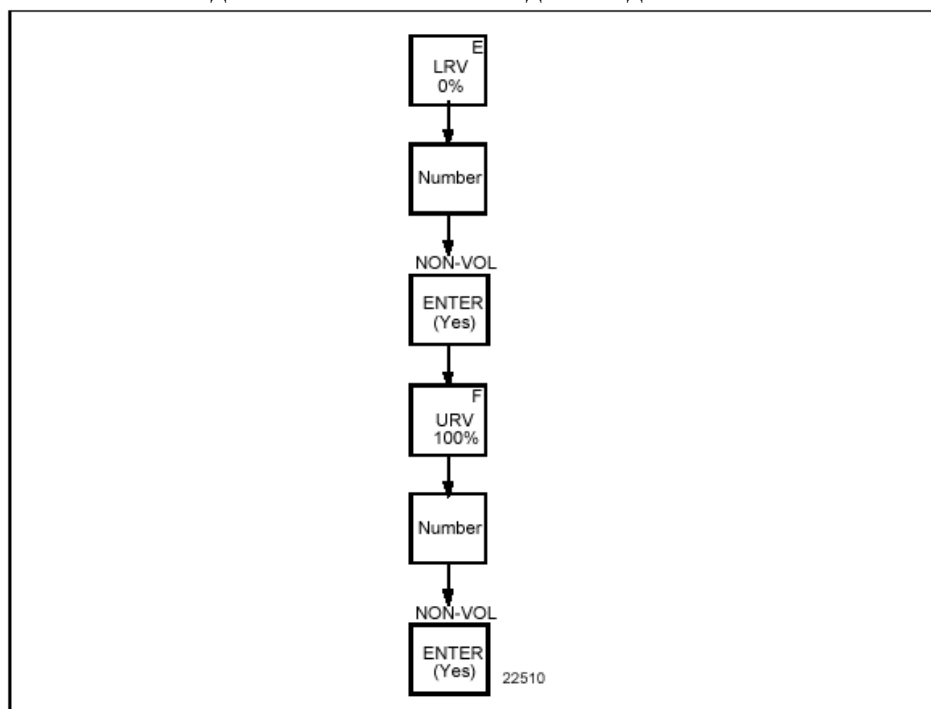 E
LRV
0%
Number
NON-VOL
ENTER
(Yes)
F
URV
100%
Number
NON-VOL
ENTER
(Yes)
22510